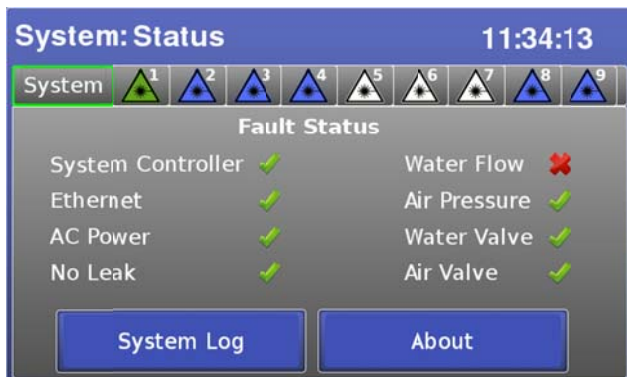 System: Status 11:34:13
System 1 2 3 4 5 6 7 8 9
Fault Status
System Controller Water Flow
Ethernet Air Pressure
AC Power Water Valve
No Leak Air Valve
System Log About